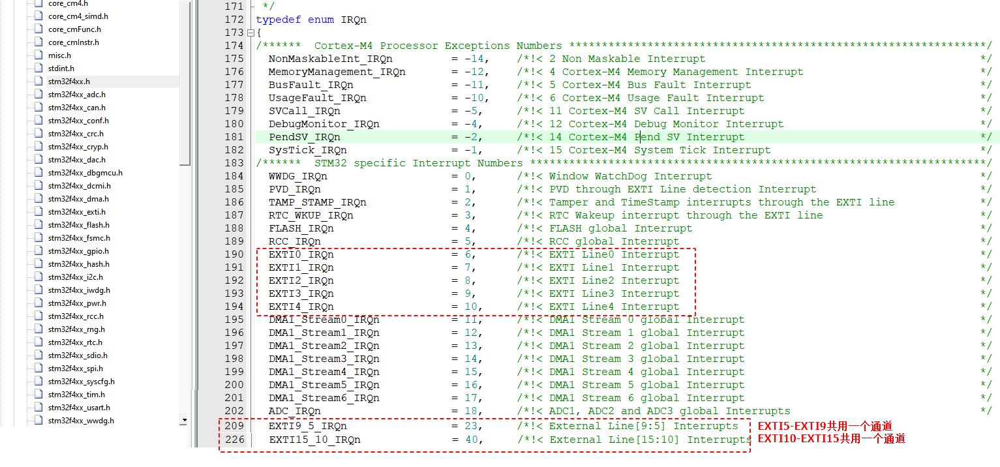 core_cm4.h
core_cm4_simd.h
core_cmFunc.h
core_cmInstr.h
misc.h
stdint.h
stm32f4xx.h
stm32f4xx_adc.h
stm32f4xx_can.h
stm32f4xx_conf.h
stm32f4xx_crc.h
stm32f4xx_cryp.h
stm32f4xx_dac.h
stm32f4xx_dbgmcu.h
stm32f4xx_dcmi.h
stm32f4xx_dma.h
stm32f4xx_exti.h
stm32f4xx_flash.h
stm32f4xx_fsmc.h
stm32f4xx_gpio.h
stm32f4xx_hash.h
stm32f4xx_i2c.h
stm32f4xx_iwdg.h
stm32f4xx_pwr.h
stm32f4xx_rcc.h
stm32f4xx_rng.h
stm32f4xx_rtc.h
stm32f4xx_sdio.h
stm32f4xx_spi.h
stm32f4xx_syscfg.h
stm32f4xx_tim.h
stm32f4xx_usart.h
stm32f4xx_wwdg.h
171 */
172 typedef enum IRQn
173 {
174 /****** Cortex-M4 Processor Exceptions Numbers ****************************************************************/
175 NonMaskableInt_IRQn = -14, /*!< 2 Non Maskable Interrupt */
176 MemoryManagement_IRQn = -12, /*!< 4 Cortex-M4 Memory Management Interrupt */
177 BusFault_IRQn = -11, /*!< 5 Cortex-M4 Bus Fault Interrupt */
178 UsageFault_IRQn = -10, /*!< 6 Cortex-M4 Usage Fault Interrupt */
179 SVCall_IRQn = -5, /*!< 11 Cortex-M4 SV Call Interrupt */
180 DebugMonitor_IRQn = -4, /*!< 12 Cortex-M4 Debug Monitor Interrupt */
181 PendSV_IRQn = -2, /*!< 14 Cortex-M4 Pend SV Interrupt */
182 SysTick_IRQn = -1, /*!< 15 Cortex-M4 System Tick Interrupt */
183 /****** STM32 specific Interrupt Numbers **********************************************************************/
184 WWDG_IRQn = 0, /*!< Window WatchDog Interrupt */
185 PVD_IRQn = 1, /*!< PVD through EXTI Line detection Interrupt */
186 TAMP_STAMP_IRQn = 2, /*!< Tamper and TimeStamp interrupts through the EXTI line */
187 RTC_WKUP_IRQn = 3, /*!< RTC Wakeup interrupt through the EXTI line */
188 FLASH_IRQn = 4, /*!< FLASH global Interrupt */
189 RCC_IRQn = 5, /*!< RCC global Interrupt */
190 EXTI0_IRQn = 6, /*!< EXTI Line0 Interrupt */
191 EXTI1_IRQn = 7, /*!< EXTI Line1 Interrupt */
192 EXTI2_IRQn = 8, /*!< EXTI Line2 Interrupt */
193 EXTI3_IRQn = 9, /*!< EXTI Line3 Interrupt */
194 EXTI4_IRQn = 10, /*!< EXTI Line4 Interrupt */
195 DMA1_Stream0_IRQn = 11, /*!< DMA1 Stream 0 global Interrupt */
196 DMA1_Stream1_IRQn = 12, /*!< DMA1 Stream 1 global Interrupt */
197 DMA1_Stream2_IRQn = 13, /*!< DMA1 Stream 2 global Interrupt */
198 DMA1_Stream3_IRQn = 14, /*!< DMA1 Stream 3 global Interrupt */
199 DMA1_Stream4_IRQn = 15, /*!< DMA1 Stream 4 global Interrupt */
200 DMA1_Stream5_IRQn = 16, /*!< DMA1 Stream 5 global Interrupt */
201 DMA1_Stream6_IRQn = 17, /*!< DMA1 Stream 6 global Interrupt */
202 ADC_IRQn = 18, /*!< ADC1, ADC2 and ADC3 global Interrupts */
209 EXTI9_5_IRQn = 23, /*!< External Line[9:5] Interrupts EXTI5-EXTI9共用一个通道
226 EXTI15_10_IRQn = 40, /*!< External Line[15:10] Interrupts EXTI10-EXTI15共用一个通道